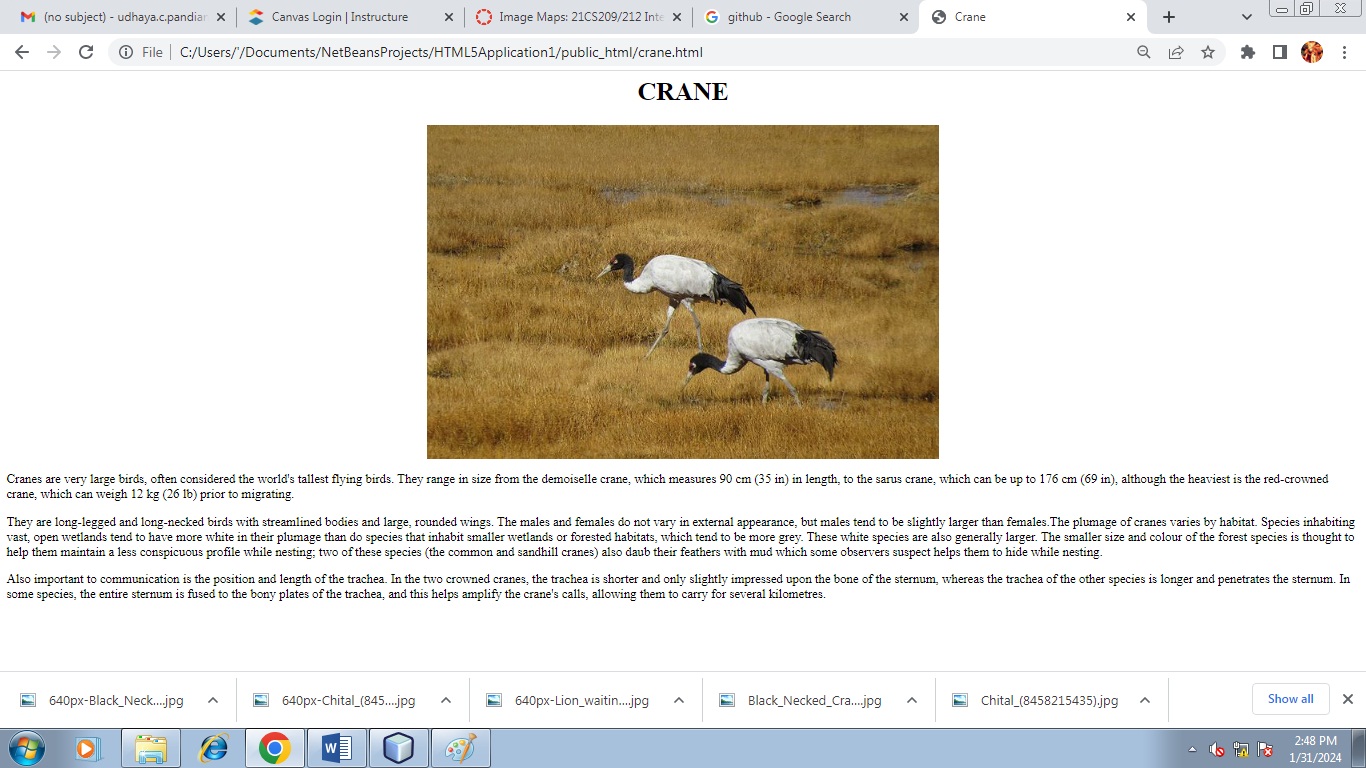 (no subject) - udhaya.c.pandiar
Canvas Login | Instructure
Image Maps: 21CS209/212 Inte
github - Google Search
Crane
File
C:/Users/'/Documents/NetBeansProjects/HTML5Application1/public_html/crane.html
CRANE
Cranes are very large birds, often considered the world's tallest flying birds. They range in size from the demoiselle crane, which measures 90 cm (35 in) in length, to the sarus crane, which can be up to 176 cm (69 in), although the heaviest is the red-crowned
crane, which can weigh 12 kg (26 lb) prior to migrating.
They are long-legged and long-necked birds with streamlined bodies and large, rounded wings. The males and females do not vary in external appearance, but males tend to be slightly larger than females.The plumage of cranes varies by habitat. Species inhabiting
vast, open wetlands tend to have more white in their plumage than do species that inhabit smaller wetlands or forested habitats, which tend to be more grey. These white species are also generally larger. The smaller size and colour of the forest species is thought to
help them maintain a less conspicuous profile while nesting; two of these species (the common and sandhill cranes) also daub their feathers with mud which some observers suspect helps them to hide while nesting.
Also important to communication is the position and length of the trachea. In the two crowned cranes, the trachea is shorter and only slightly impressed upon the bone of the sternum, whereas the trachea of the other species is longer and penetrates the sternum. In
some species, the entire sternum is fused to the bony plates of the trachea, and this helps amplify the crane's calls, allowing them to carry for several kilometres.
640px-Black_Neck....jpg
640px-Chital_(845....jpg
640px-Lion_waitin....jpg
Black_Necked_Cra....jpg
Chital_(8458215435).jpg
Show all
2:48 PM
1/31/2024